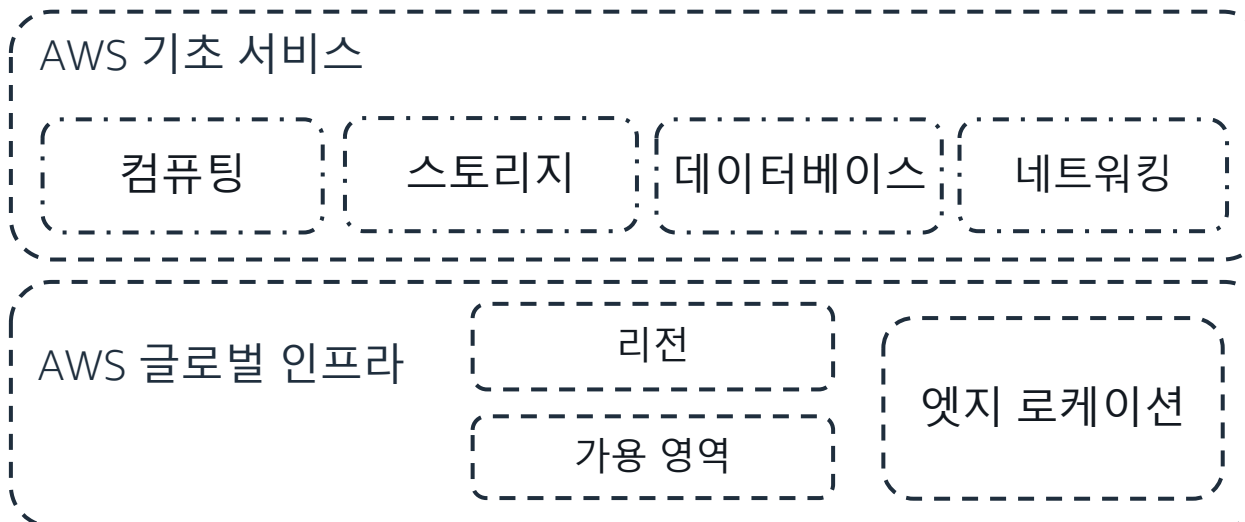 AWS 기초 서비스
컴퓨팅
스토리지
데이터베이스
네트워킹
AWS 글로벌 인프라
리전
가용 영역
엣지 로케이션